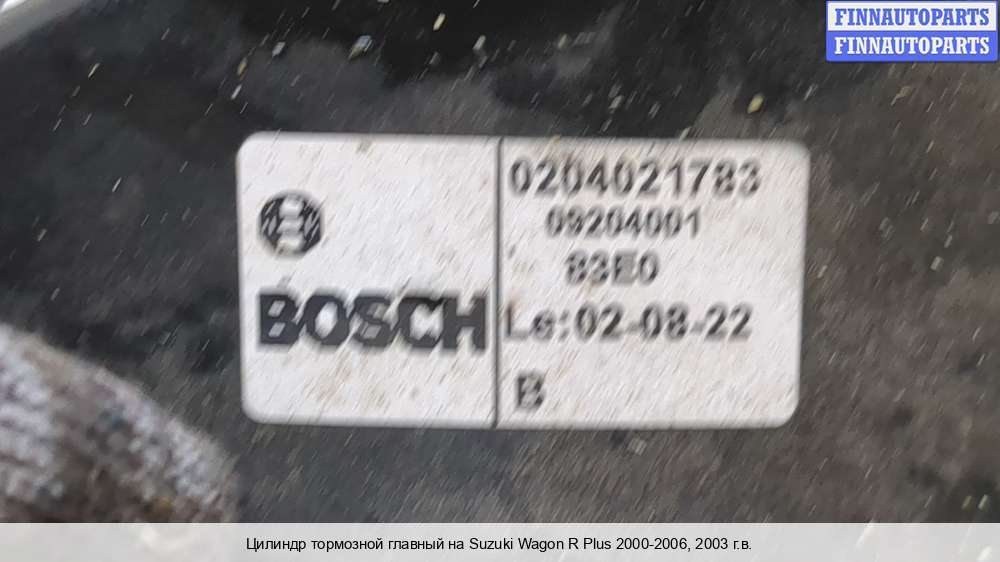 FINNAUTOPARTS
FINNAUTOPARTS
0204021783
09204001
83E0
BOSCH
Le:02-08-22
B
Цилиндр тормозной главный на Suzuki Wagon R Plus 2000-2006, 2003 г.в.